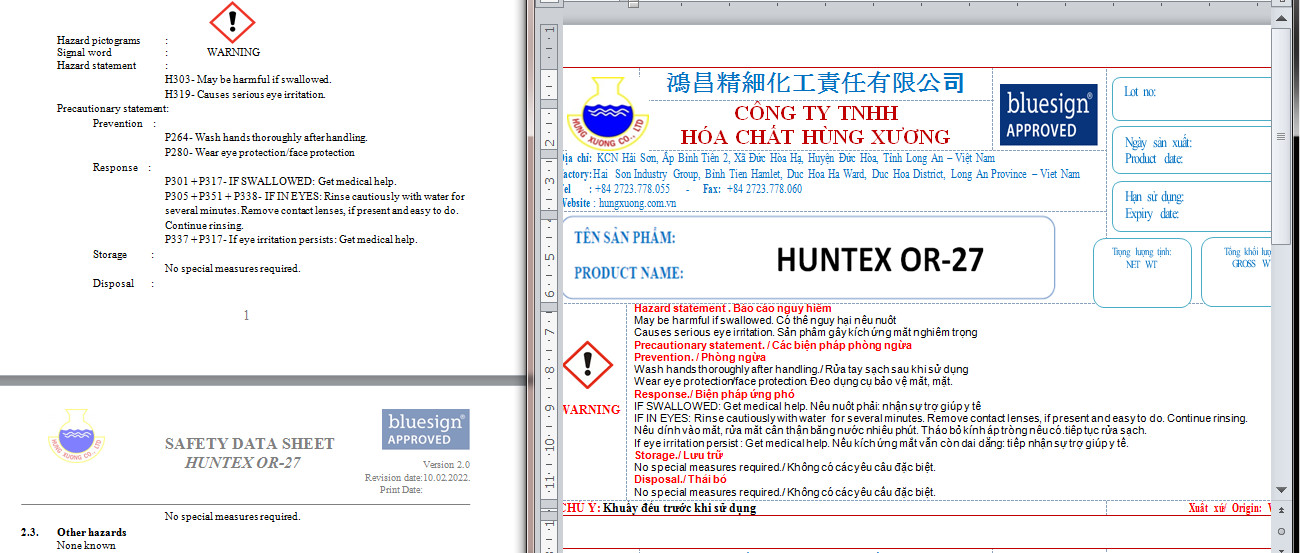 Hazard pictograms :
Signal word : WARNING
Hazard statement :
H303- May be harmful if swallowed.
H319- Causes serious eye irritation.
Precautionary statement:
Prevention :
P264- Wash hands thoroughly after handling.
P280- Wear eye protection/face protection
Response :
P301 +P317- IF SWALLOWED: Get medical help.
P305 +P351 + P338- IF IN EYES: Rinse cautiously with water for
several minutes. Remove contact lenses, if present and easy to do.
Continue rinsing.
P337 +P317- If eye irritation persists: Get medical help.
Storage :
No special measures required.
Disposal :
1
HUNG XUONG CO., LTD
SAFETY DATA SHEET
HUNTEX OR-27
bluesign®
APPROVED
Version 2.0
Revision date:10.02.2022.
Print Date:
No special measures required.
2.3. Other hazards
None known
HUNG XUONG CO., LTD
鴻昌精細化工責任有限公司
CÔNG TY TNHH
HÓA CHẤT HÙNG XƯƠNG
bluesign®
APPROVED
Lot no:
Ngày sản xuất:
Product date:
Hạn sử dụng:
Expiry date:
Địa chỉ: KCN Hải Sơn, Ấp Bình Tiền 2, Xã Đức Hòa Hạ, Huyện Đức Hòa, Tỉnh Long An – Việt Nam
Factory: Hai Son Industry Group, Binh Tien Hamlet, Duc Hoa Ha Ward, Duc Hoa District, Long An Province – Viet Nam
Tel : +84 2723.778.055 - Fax: +84 2723.778.060
Website : hungxuong.com.vn
TÊN SẢN PHẨM:
PRODUCT NAME:
HUNTEX OR-27
Trọng lượng tịnh:
NET WT
Tổng khối lượ
GROSS W
Hazard statement . Báo cáo nguy hiểm
May be harmful if swallowed. Có thể nguy hại nếu nuốt
Causes serious eye irritation. Sản phẩm gây kích ứng mắt nghiêm trọng
Precautionary statement. / Các biện pháp phòng ngừa
Prevention. / Phòng ngừa
Wash hands thoroughly after handling./ Rửa tay sạch sau khi sử dụng
Wear eye protection/face protection. Đeo dụng cụ bảo vệ mắt, mặt.
Response./ Biện pháp ứng phó
WARNING
IF SWALLOWED: Get medical help. Nếu nuốt phải: nhận sự trợ giúp y tế
IF IN EYES: Rinse cautiously with water for several minutes. Remove contact lenses, if present and easy to do. Continue rinsing.
Nếu dính vào mắt, rửa mắt cẩn thận bằng nước nhiều phút. Tháo bỏ kính áp tròng nếu có. tiếp tục rửa sạch.
If eye irritation persist : Get medical help. Nếu kích ứng mắt vẫn còn dai dẳng: tiếp nhận sự trợ giúp y tế.
Storage./ Lưu trữ
No special measures required./ Không có các yêu cầu đặc biệt.
Disposal./ Thải bỏ
No special measures required./ Không có các yêu cầu đặc biệt.
CHÚ Ý: Khuấy đều trước khi sử dụng
Xuất xứ/ Origin: V